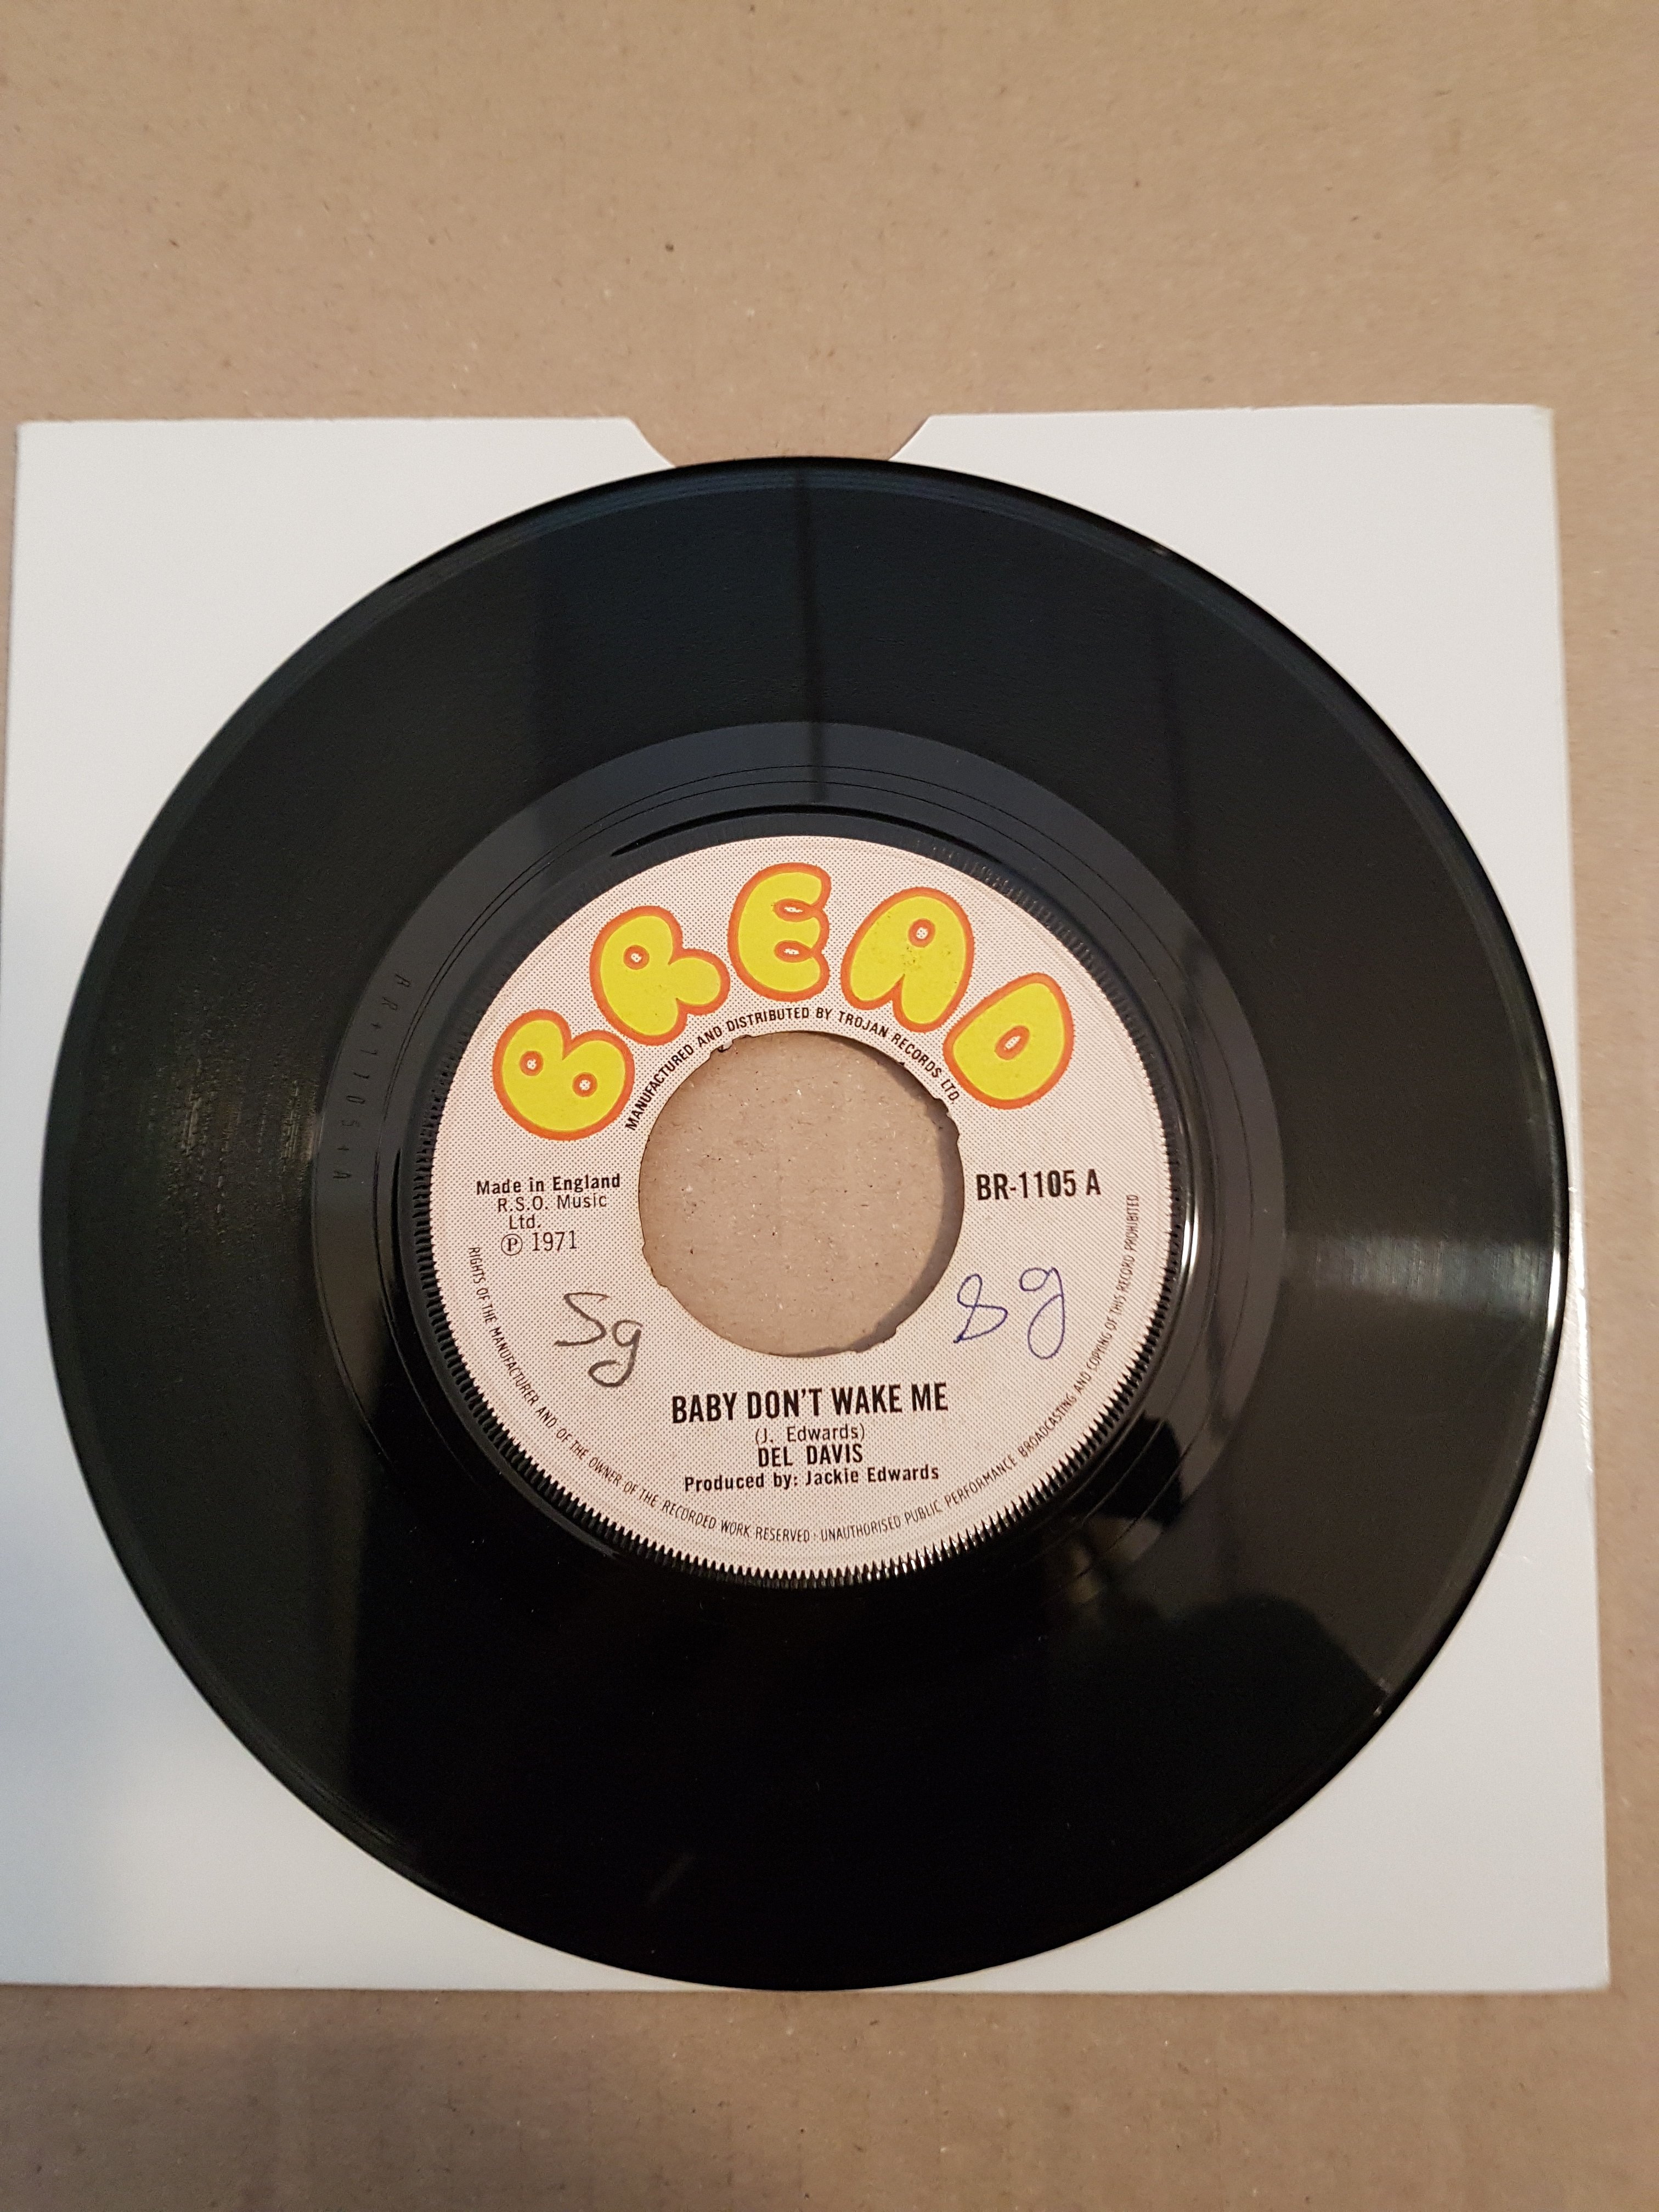 BREAD
MANUFACTURED AND DISTRIBUTED BY TROJAN RECORDS LTD.
Made in England
R.S.O. Music
Ltd.
Ⓟ 1971
BR-1105 A
Sg
Sg
BABY DON'T WAKE ME
(J. Edwards)
DEL DAVIS
Produced by: Jackie Edwards
RIGHTS OF THE MANUFACTURER AND OF THE OWNER OF THE RECORDED WORK RESERVED · UNAUTHORISED PUBLIC PERFORMANCE BROADCASTING AND COPYING OF THIS RECORD PROHIBITED
BR+1105+A